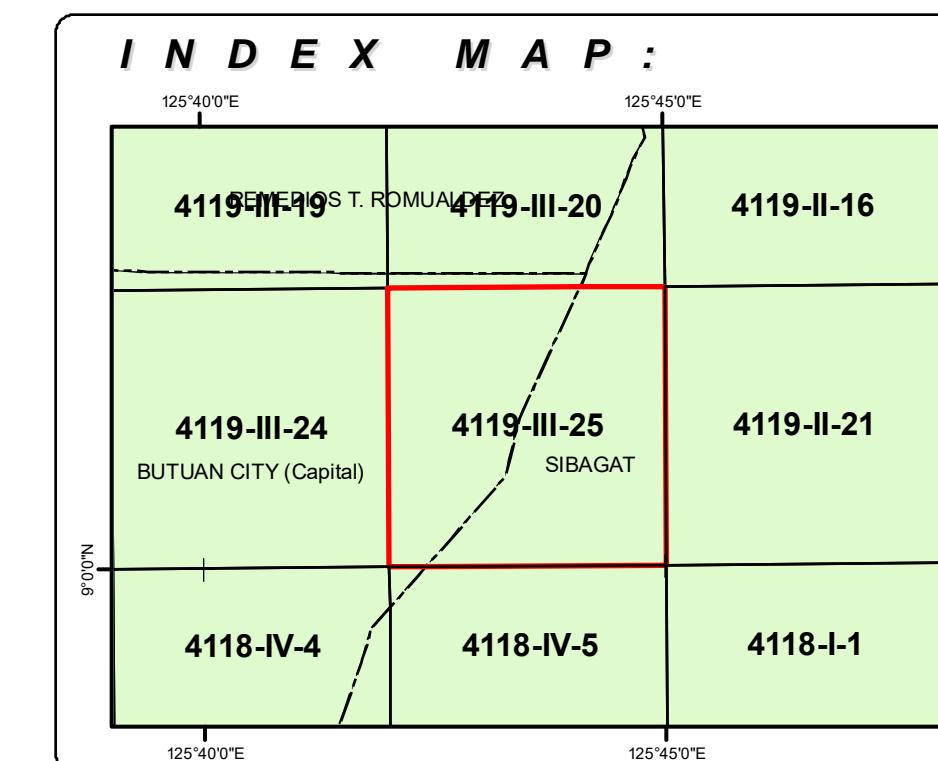 INDEX MAP:
125°40'0"E
125°45'0"E
REMEDIOS T. ROMUALDEZ
4119-III-19
4119-III-20
4119-II-16
4119-III-24
4119-III-25
4119-II-21
BUTUAN CITY (Capital)
SIBAGAT
9°0'0"N
4118-IV-4
4118-IV-5
4118-I-1
125°40'0"E
125°45'0"E